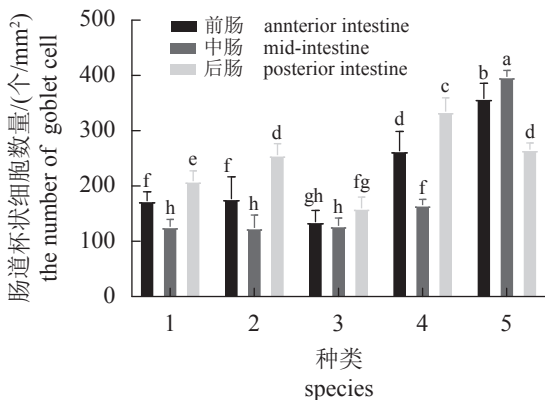 肠道杯状细胞数量/(个/mm²)
the number of goblet cell
500
400
300
200
100
0
前肠 annterior intestine
中肠 mid-intestine
后肠 posterior intestine
f h e
f h d
gh h fg
d f c
b a d
1 2 3 4 5
种类
species